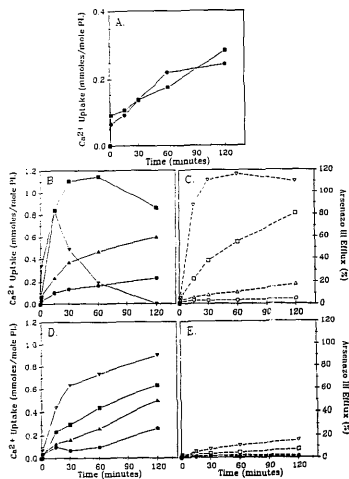 A.
Ca2+ Uptake (mmoles/mole PL)
0.4
0.2
0.0
0 30 60 90 120
Time (minutes)
B
C
Ca2+ Uptake (mmoles/mole PL)
1.2
1.0
0.8
0.6
0.4
0.2
0.0
120
100
80
60
40
20
0
Arsenazo III Efflux (%)
0 30 60 90 120
0 30 60 90 120
Time (minutes)
Time (minutes)
D.
E.
Ca2+ Uptake (mmoles/mole PL)
1.2
1.0
0.8
0.6
0.4
0.2
0.0
120
100
80
60
40
20
0
Arsenazo III Efflux (%)
0 30 60 90 120
0 30 60 90 120
Time (minutes)
Time (minutes)